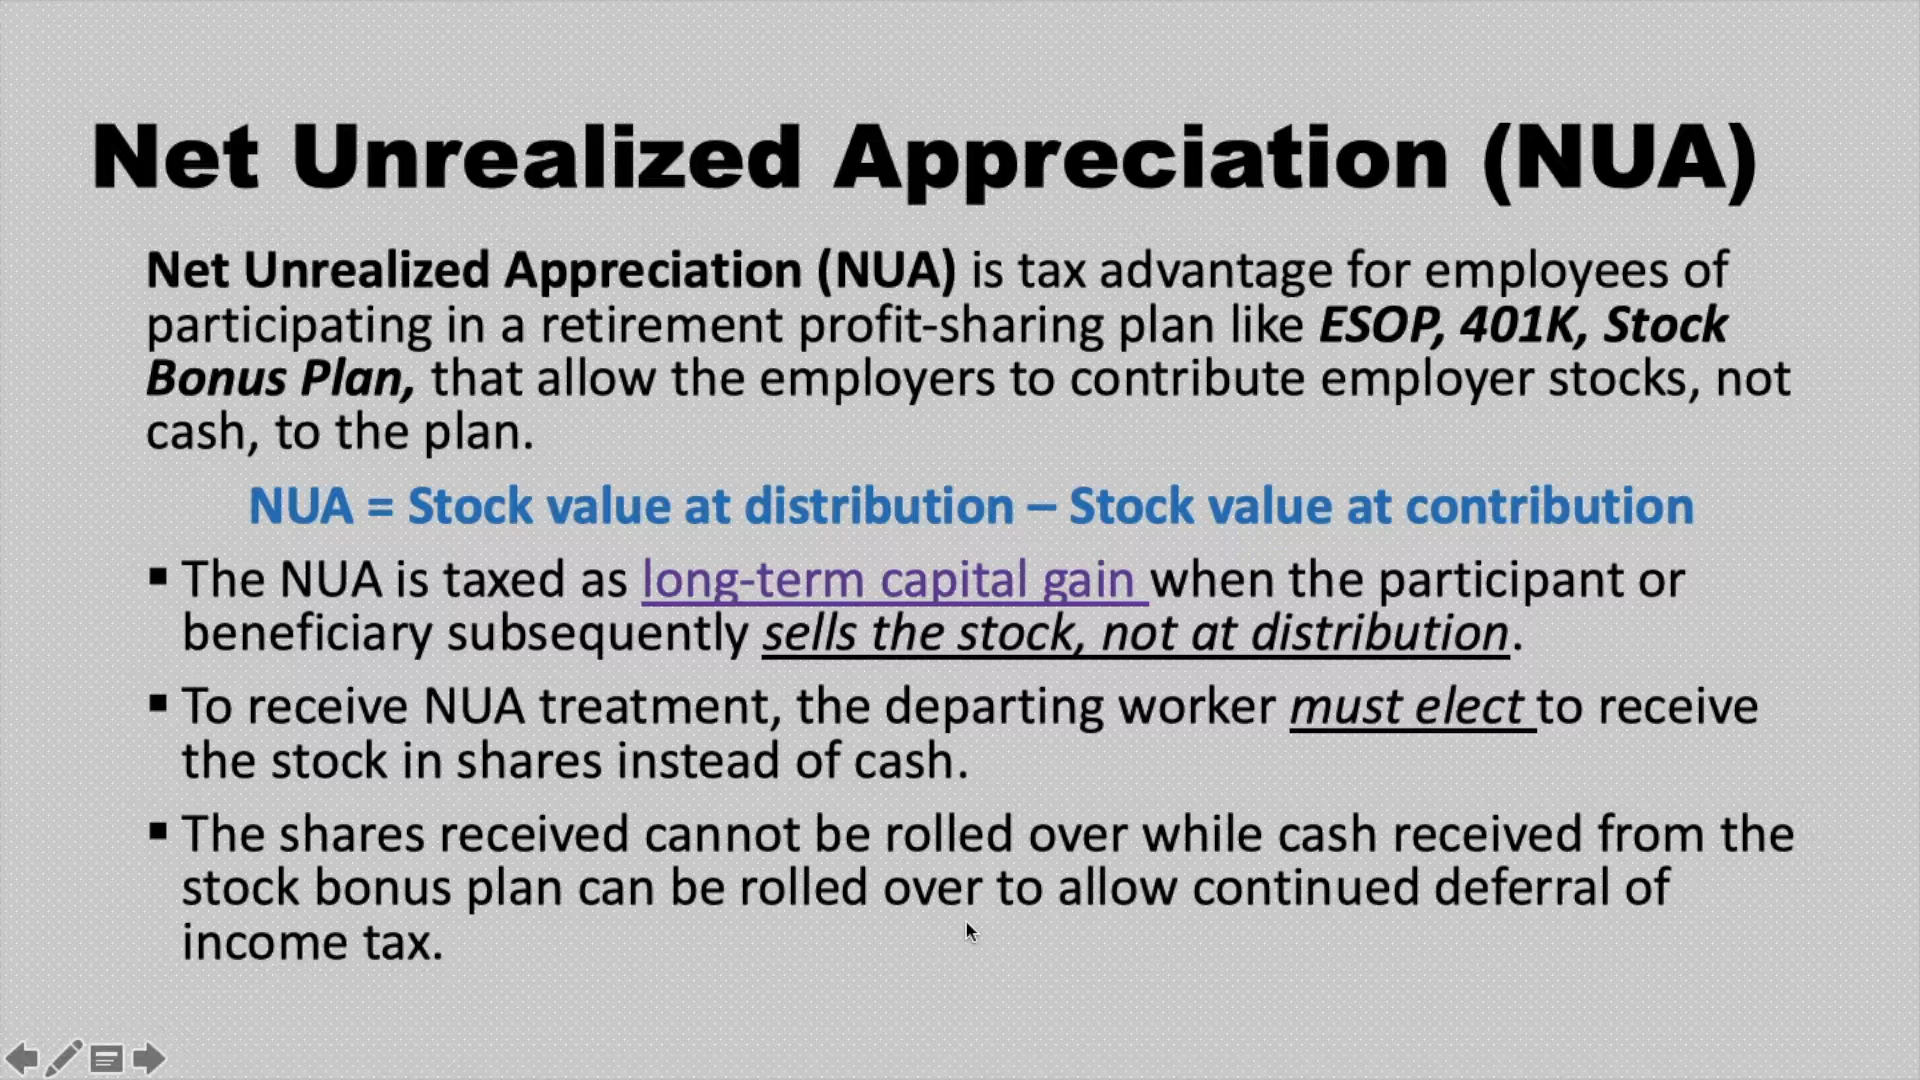 Net Unrealized Appreciation (NUA)
Net Unrealized Appreciation (NUA) is tax advantage for employees of
participating in a retirement profit-sharing plan like ESOP, 401K, Stock
Bonus Plan, that allow the employers to contribute employer stocks, not
cash, to the plan.
NUA = Stock value at distribution – Stock value at contribution
▪ The NUA is taxed as long-term capital gain when the participant or
beneficiary subsequently sells the stock, not at distribution.
▪ To receive NUA treatment, the departing worker must elect to receive
the stock in shares instead of cash.
▪ The shares received cannot be rolled over while cash received from the
stock bonus plan can be rolled over to allow continued deferral of
income tax.